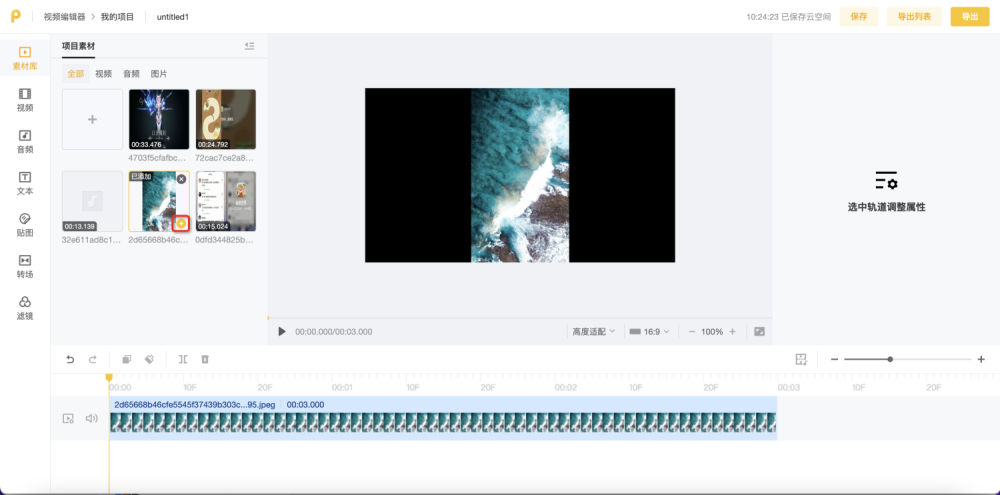 视频编辑器 > 我的项目 untitled1 10:24:23 已保存云空间 保存 导出列表 导出
素材库
视频
音频
文本
贴图
转场
滤镜
项目素材
全部 视频 音频 图片
00:33.476 00:24.792
4703f5cfafbc... 72cac7ce2a8...
已添加
00:13.139 00:15.024
32e611ad8c1... 2d65668b46c... 0dfd344825b...
00:00.000/00:03.000 高度适配 16:9 100%
选中轨道调整属性
00:00 10F 20F 00:01 10F 20F 00:02 10F 20F 00:03 10F 20F
2d65668b46cfe5545f37439b303c...95.jpeg 00:03.000